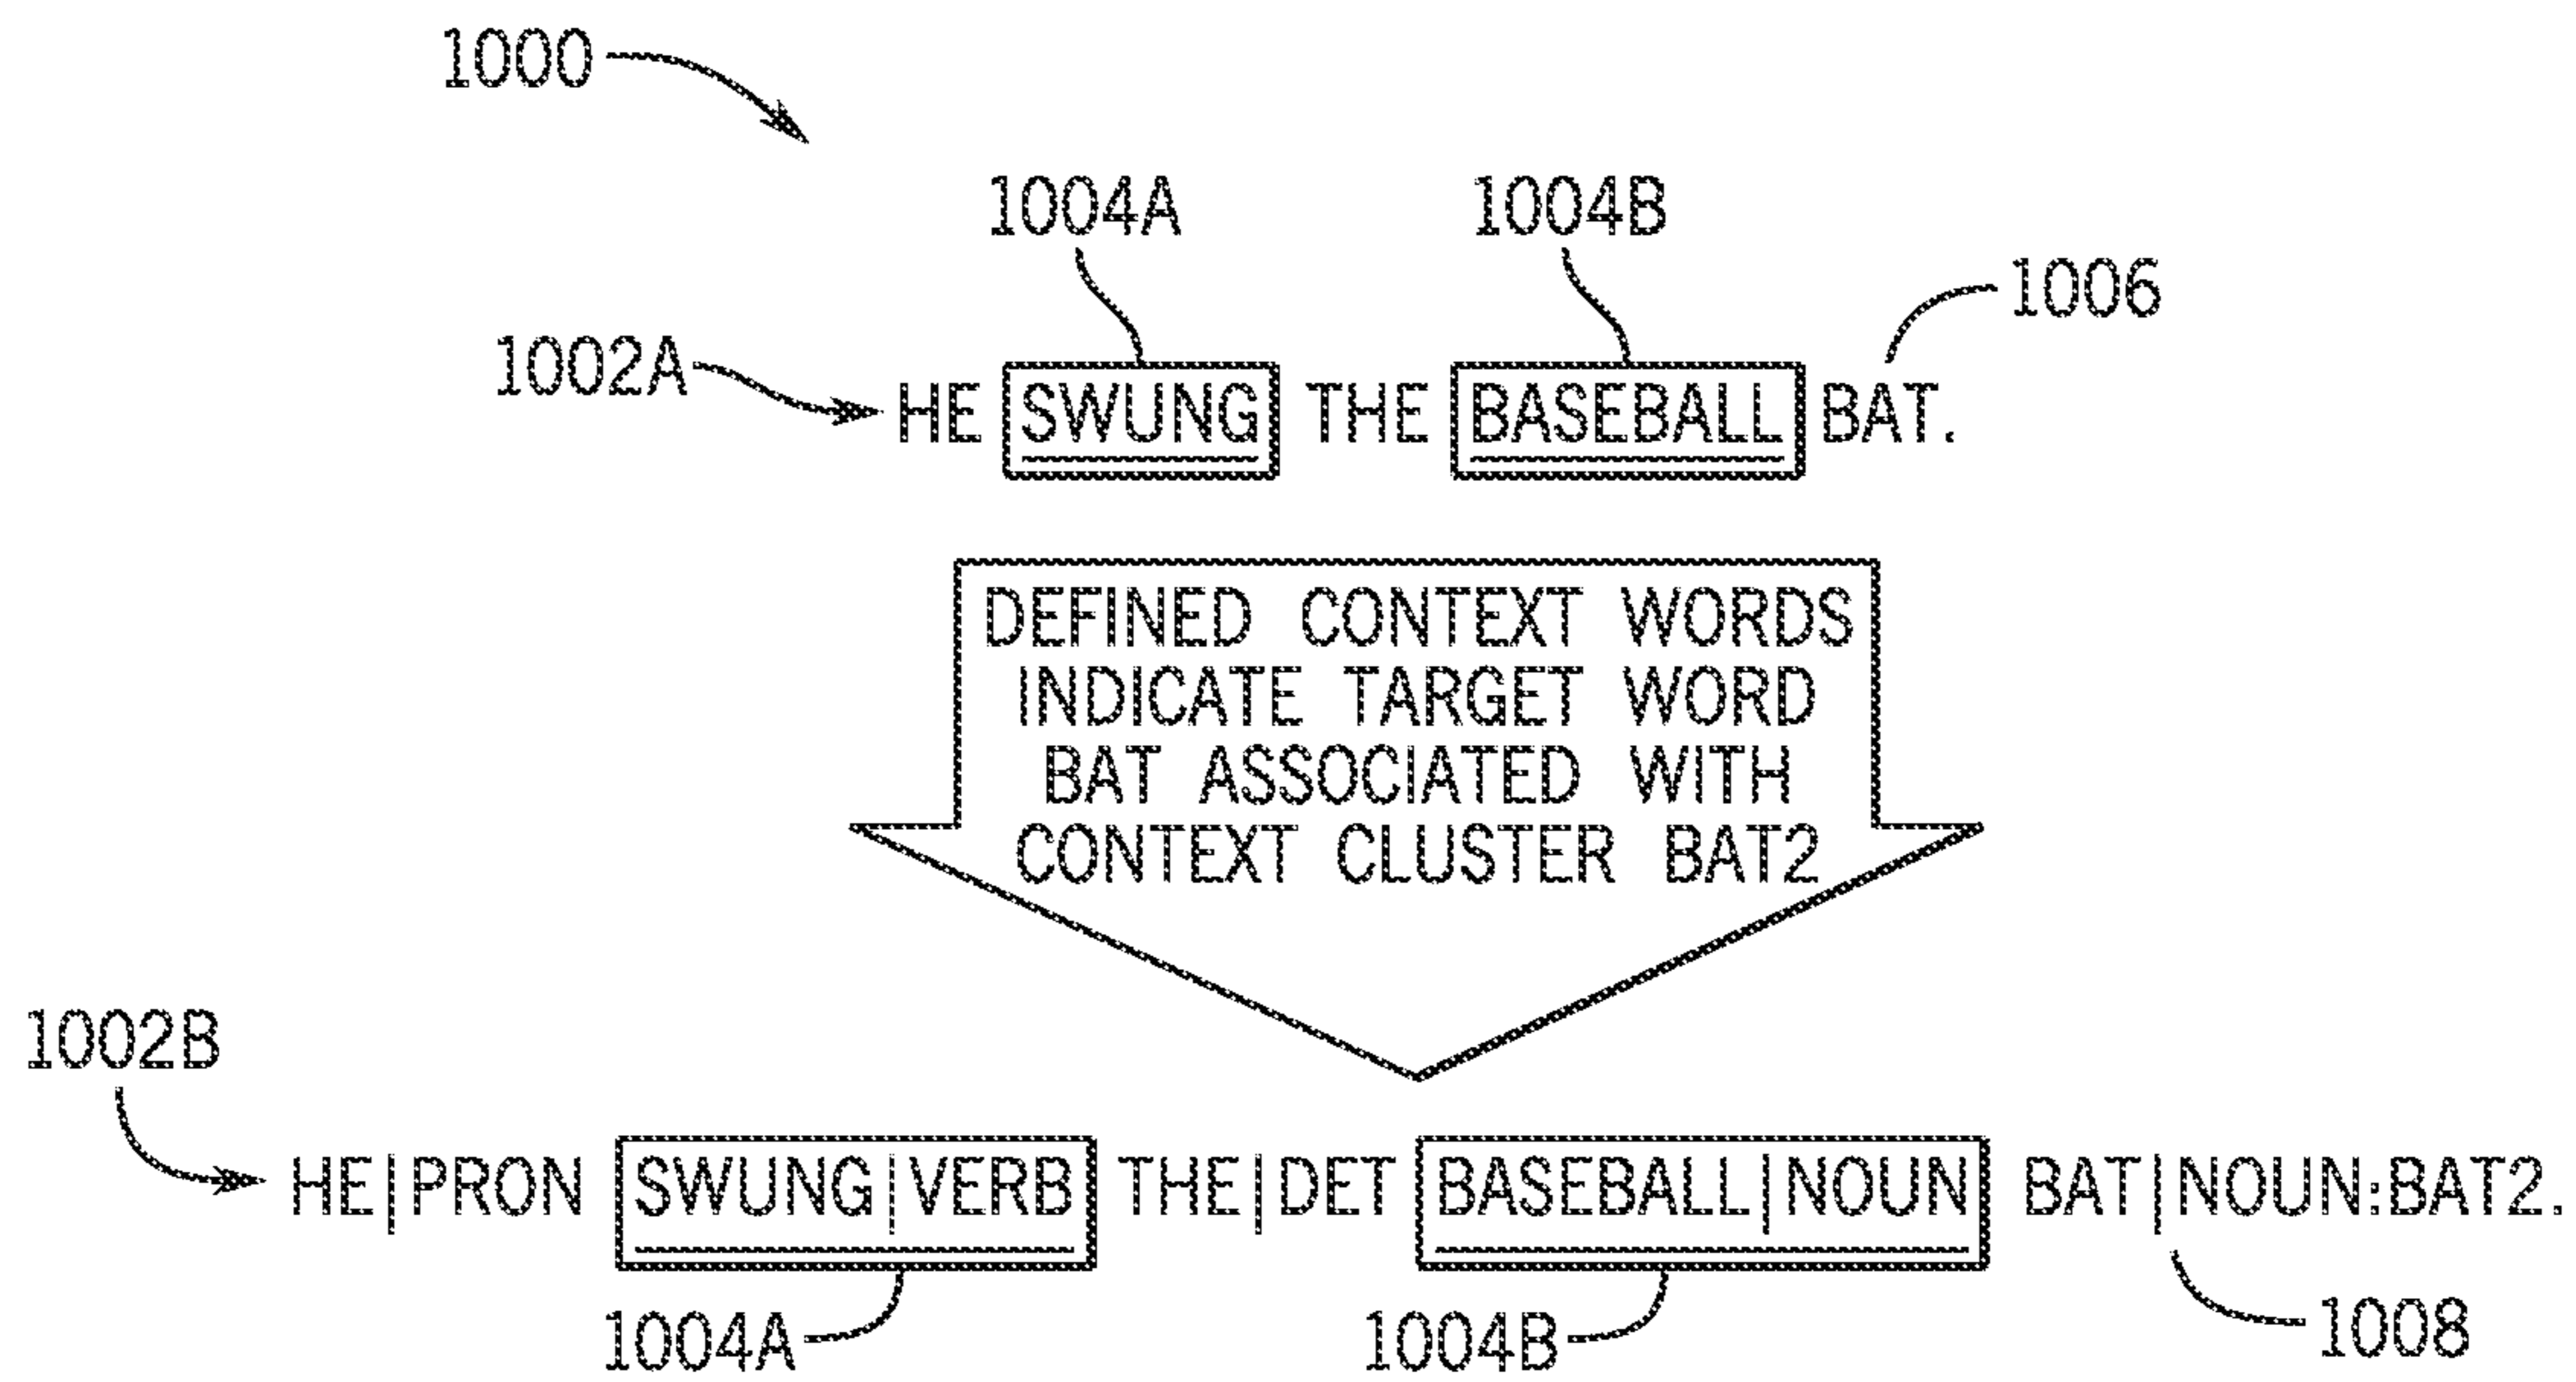 1000
1004A 1004B
1006
1002A
HE SWUNG THE BASEBALL BAT.
DEFINED CONTEXT WORDS
INDICATE TARGET WORD
BAT ASSOCIATED WITH
CONTEXT CLUSTER BAT2
1002B
HE|PRON SWUNG|VERB THE|DET BASEBALL|NOUN BAT|NOUN:BAT2.
1004A 1004B 1008